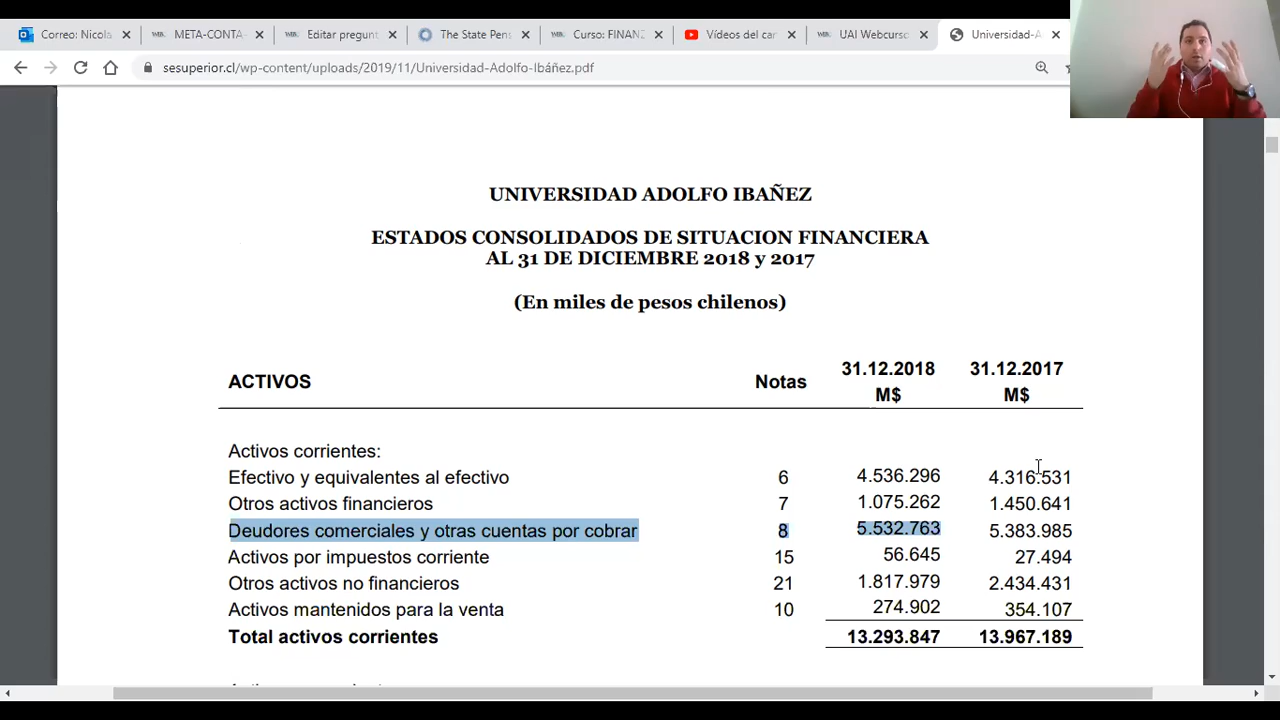 Correo: Nicola
META-CONTA-
Editar pregunt
The State Pens
Curso: FINANZ
Vídeos del car
UAI Webcurso
Universidad-A
sesuperior.cl/wp-content/uploads/2019/11/Universidad-Adolfo-Ibáñez.pdf
UNIVERSIDAD ADOLFO IBAÑEZ
ESTADOS CONSOLIDADOS DE SITUACION FINANCIERA
AL 31 DE DICIEMBRE 2018 y 2017
(En miles de pesos chilenos)
ACTIVOS Notas 31.12.2018 M$ 31.12.2017 M$
Activos corrientes:
Efectivo y equivalentes al efectivo 6 4.536.296 4.316.531
Otros activos financieros 7 1.075.262 1.450.641
Deudores comerciales y otras cuentas por cobrar 8 5.532.763 5.383.985
Activos por impuestos corriente 15 56.645 27.494
Otros activos no financieros 21 1.817.979 2.434.431
Activos mantenidos para la venta 10 274.902 354.107
Total activos corrientes 13.293.847 13.967.189